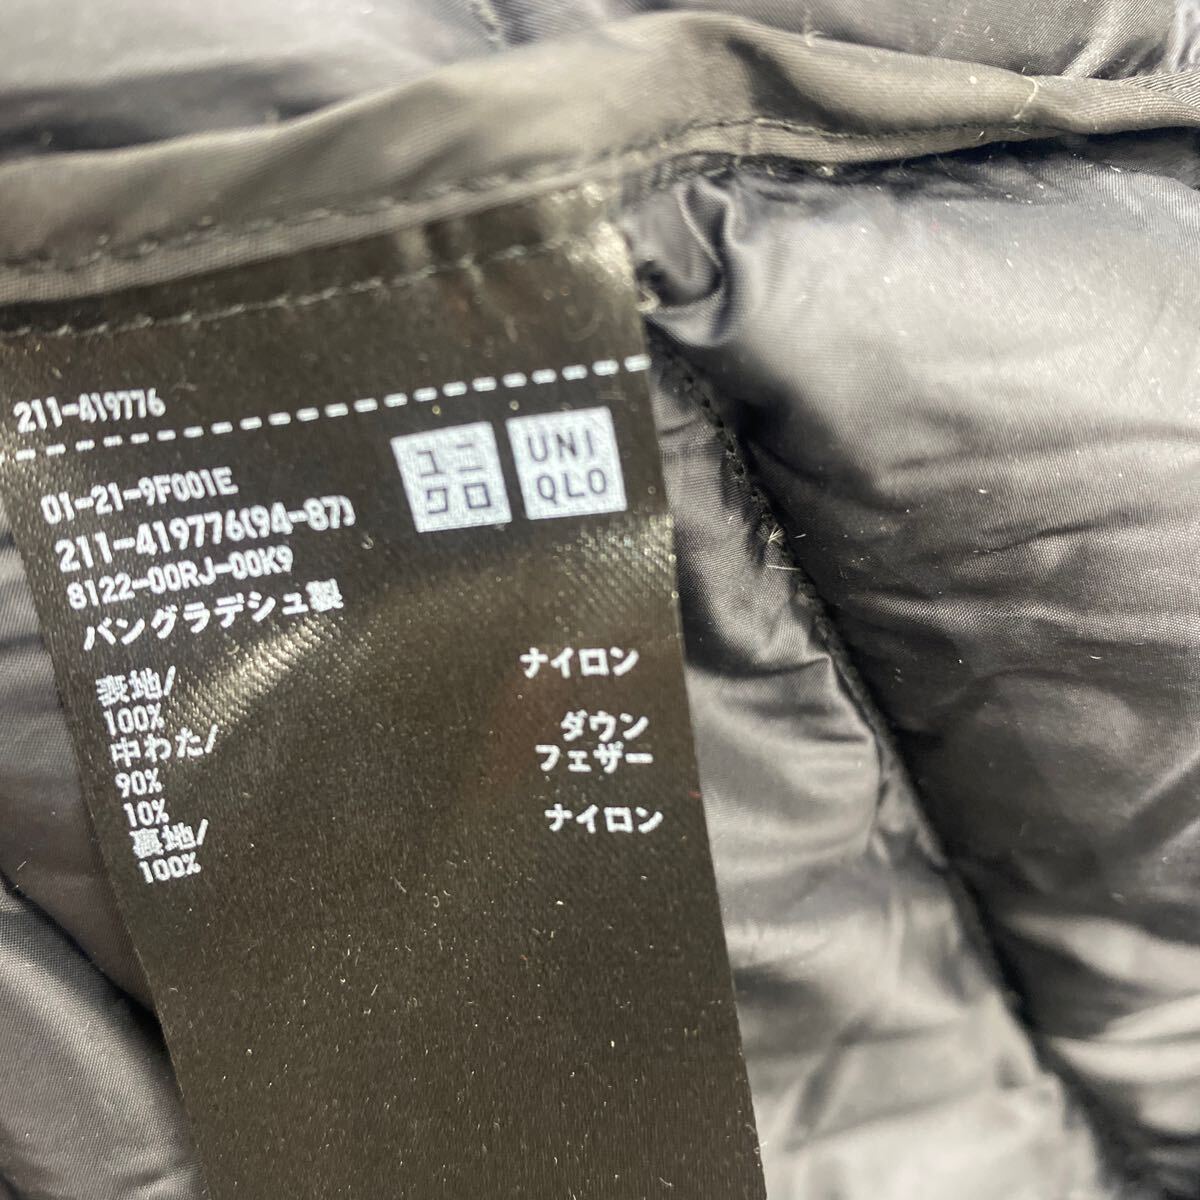 211-419776
ユニ
クロ
UNI
QLO
01-21-9F001E
211-419776(94-87)
8122-00RJ-00K9
バングラデシュ製
表地/
ナイロン
100%
中わた/
ダウン
90%
フェザー
10%
裏地/
ナイロン
100%